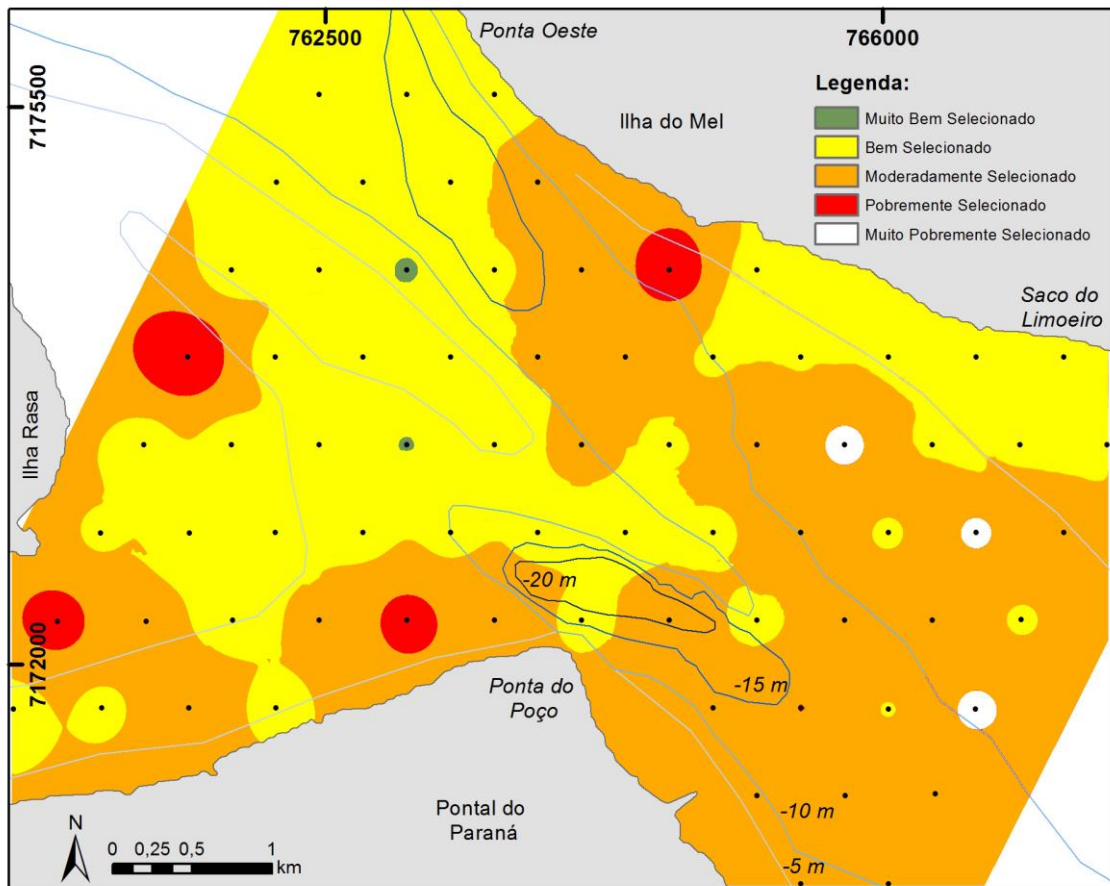 762500
766000
Ponta Oeste
7175500
Legenda:
Muito Bem Selecionado
Bem Selecionado
Moderadamente Selecionado
Pobremente Selecionado
Muito Pobremente Selecionado
Ilha do Mel
Saco do
Limoeiro
Ilha Rasa
-20 m
7172000
-15 m
Ponta do
Poço
Pontal do
Paraná
-10 m
-5 m
N
0 0,25 0,5 1
km